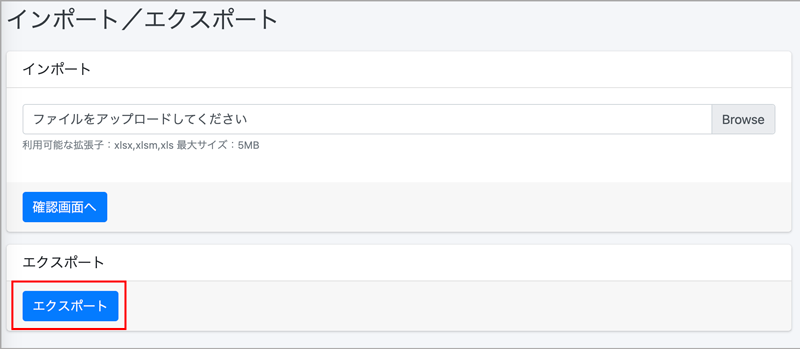 インポート／エクスポート
インポート
ファイルをアップロードしてください
Browse
利用可能な拡張子：xlsx,xlsm,xls 最大サイズ：5MB
確認画面へ
エクスポート
エクスポート